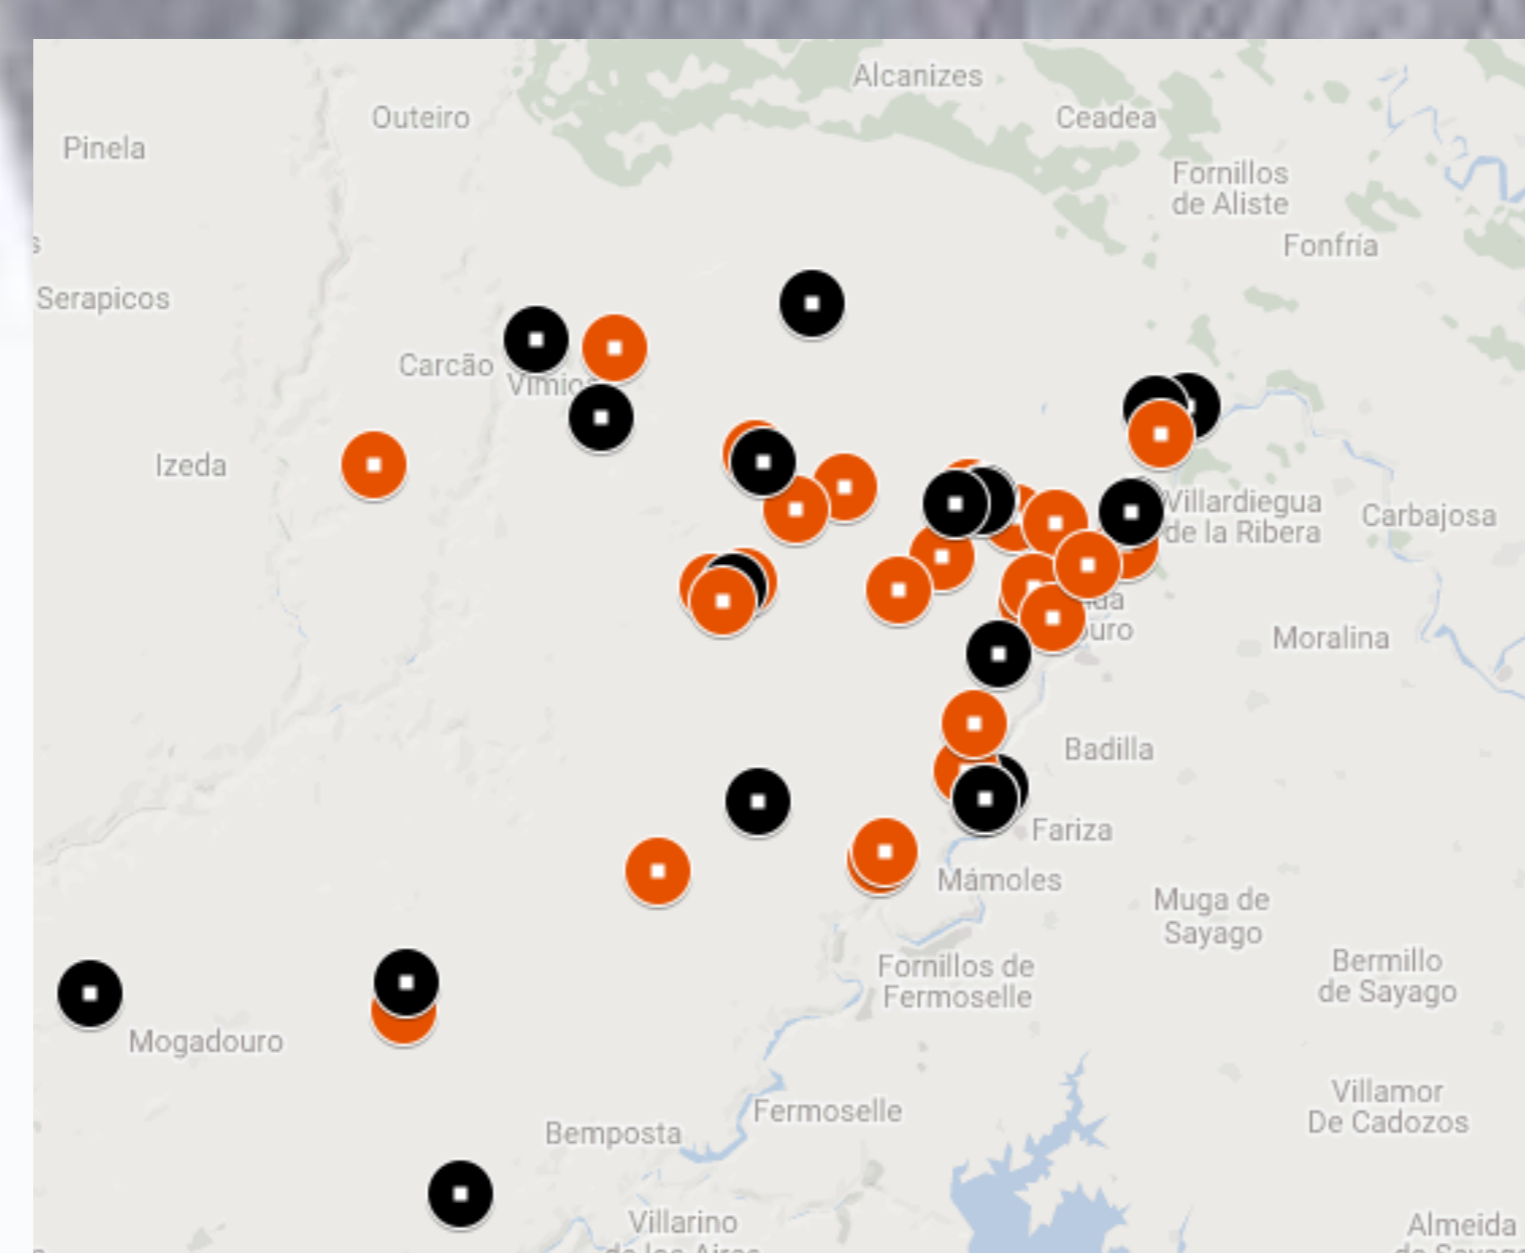 Alcanizes
Outeiro
Ceadea
Pinela
Fornillos
de Aliste
Fonfría
Serapicos
Carcão
Izeda
Villardiegua
de la Ribera
Carbajosa
Moralina
Badilla
Fariza
Mámoles
Muga de
Sayago
Fornillos de
Fermoselle
Bermillo
de Sayago
Mogadouro
Villamor
De Cadozos
Fermoselle
Bemposta
Villarino
Almeida